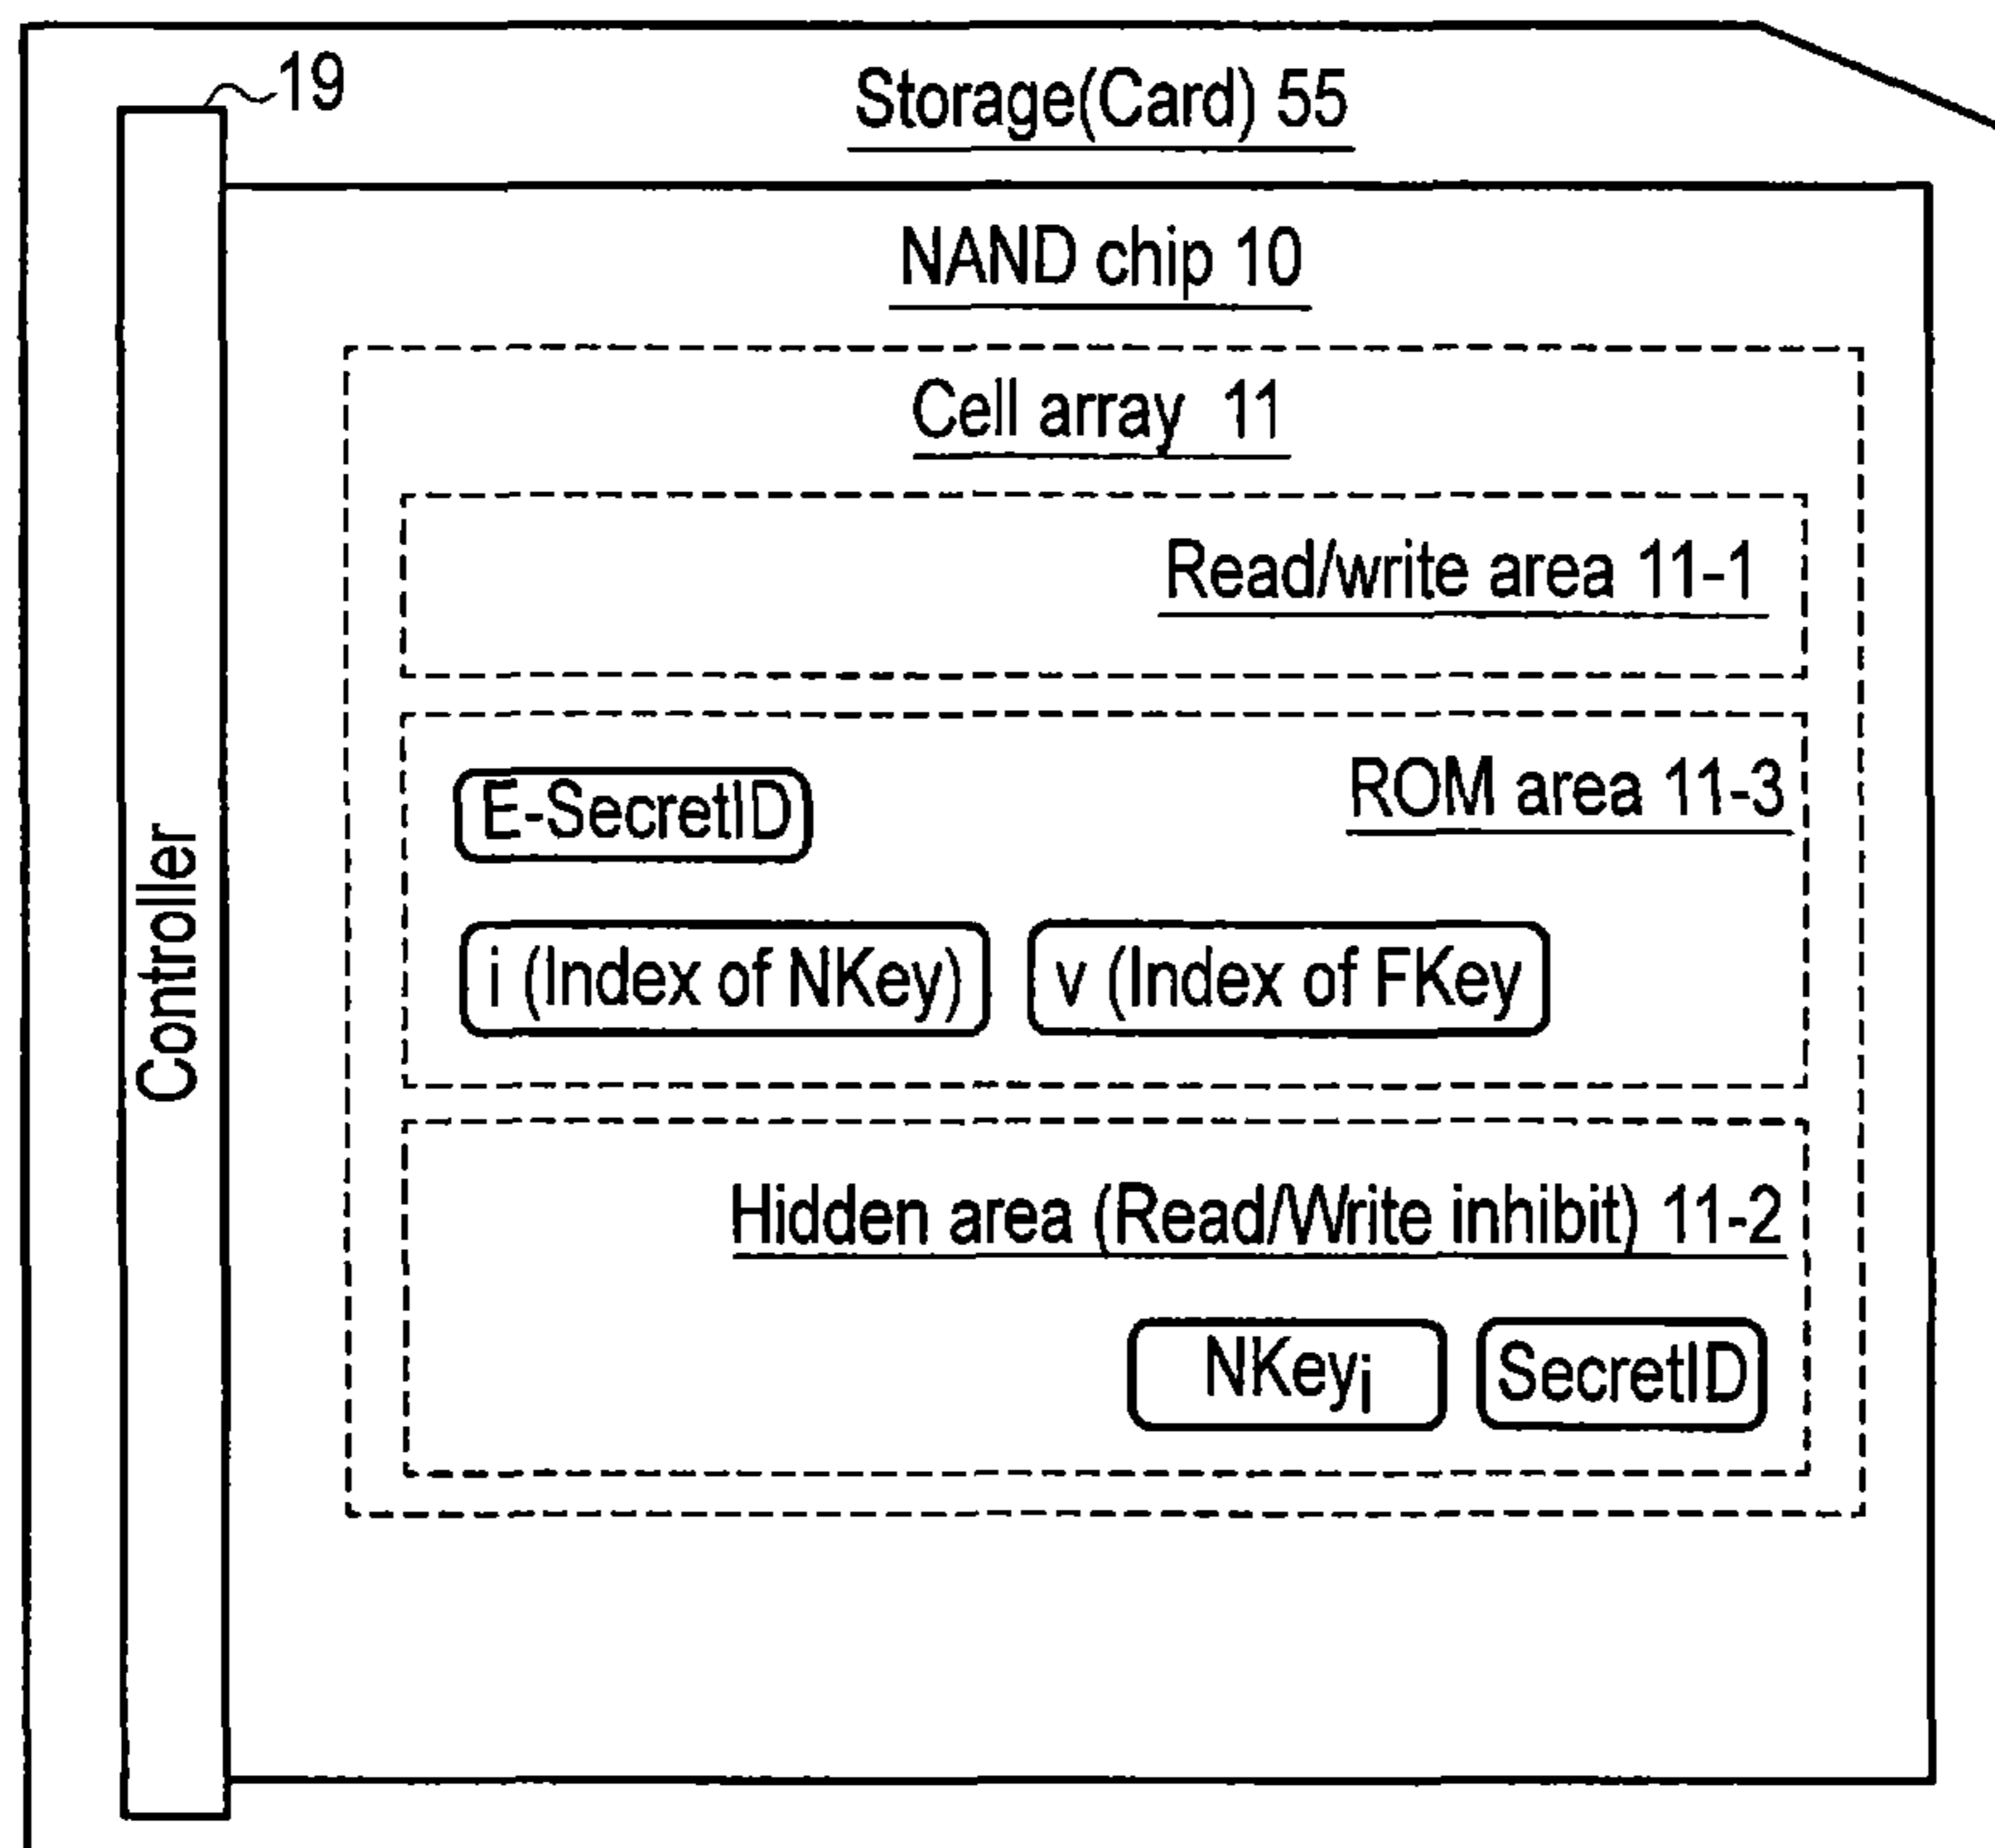 19
Storage(Card) 55
NAND chip 10
Cell array 11
Read/write area 11-1
E-SecretID
ROM area 11-3
i (Index of NKey)
v (Index of FKey
Controller
Hidden area (Read/Write inhibit) 11-2
NKeyi
SecretID